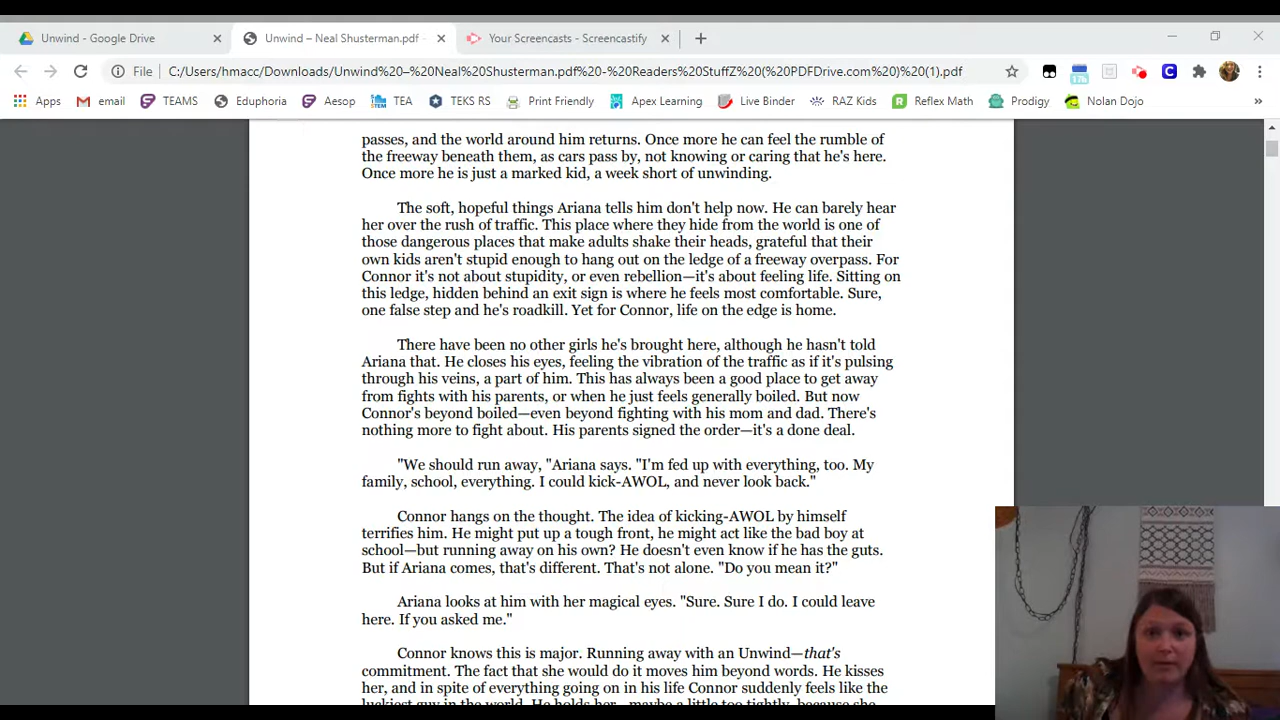 Unwind - Google Drive
Unwind – Neal Shusterman.pdf
Your Screencasts - Screencastify
File C:/Users/hmacc/Downloads/Unwind%20–%20Neal%20Shusterman.pdf%20-%20Readers%20Stuff7%20(%20PDFDrive.com%20)%20(1).pdf
Apps email TEAMS Eduphoria Aesop TEA TEKS RS Print Friendly Apex Learning Live Binder RAZ Kids Reflex Math Prodigy Nolan Dojo »
passes, and the world around him returns. Once more he can feel the rumble of
the freeway beneath them, as cars pass by, not knowing or caring that he's here.
Once more he is just a marked kid, a week short of unwinding.
The soft, hopeful things Ariana tells him don't help now. He can barely hear
her over the rush of traffic. This place where they hide from the world is one of
those dangerous places that make adults shake their heads, grateful that their
own kids aren't stupid enough to hang out on the ledge of a freeway overpass. For
Connor it's not about stupidity, or even rebellion—it's about feeling life. Sitting on
this ledge, hidden behind an exit sign is where he feels most comfortable. Sure,
one false step and he's roadkill. Yet for Connor, life on the edge is home.
There have been no other girls he's brought here, although he hasn't told
Ariana that. He closes his eyes, feeling the vibration of the traffic as if it's pulsing
through his veins, a part of him. This has always been a good place to get away
from fights with his parents, or when he just feels generally boiled. But now
Connor's beyond boiled—even beyond fighting with his mom and dad. There's
nothing more to fight about. His parents signed the order—it's a done deal.
"We should run away, "Ariana says. "I'm fed up with everything, too. My
family, school, everything. I could kick-AWOL, and never look back."
Connor hangs on the thought. The idea of kicking-AWOL by himself
terrifies him. He might put up a tough front, he might act like the bad boy at
school—but running away on his own? He doesn't even know if he has the guts.
But if Ariana comes, that's different. That's not alone. "Do you mean it?"
Ariana looks at him with her magical eyes. "Sure. Sure I do. I could leave
here. If you asked me."
Connor knows this is major. Running away with an Unwind—that's
commitment. The fact that she would do it moves him beyond words. He kisses
her, and in spite of everything going on in his life Connor suddenly feels like the
luckiest guy in the world. He holds her—maybe a little too tightly, because she